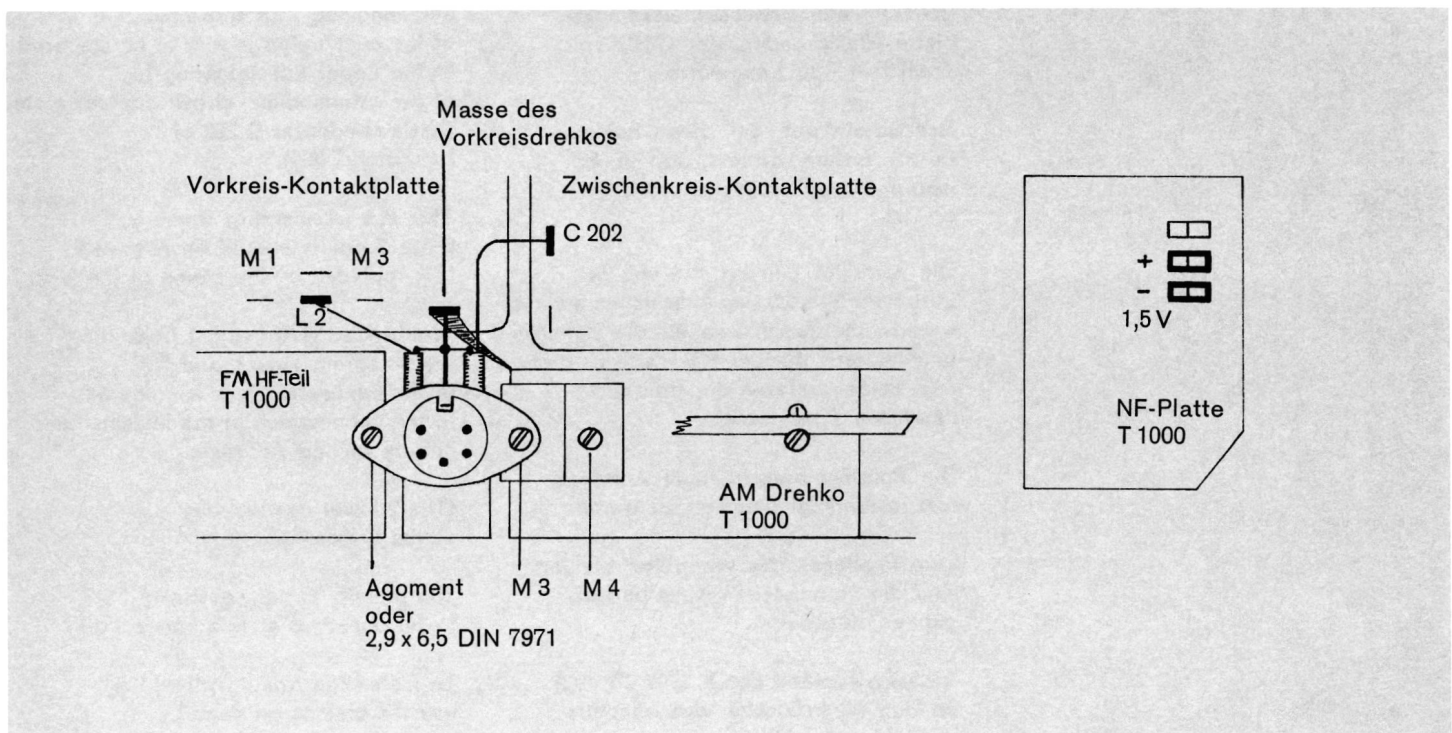 Masse des
Vorkreisdrehkos
Vorkreis-Kontaktplatte
Zwischenkreis-Kontaktplatte
C 202
M 1
M 3
L 2
+
-
1,5 V
FM HF-Teil
T 1000
NF-Platte
T 1000
AM Drehko
T 1000
Agoment
oder
2,9 x 6,5 DIN 7971
M 3
M 4